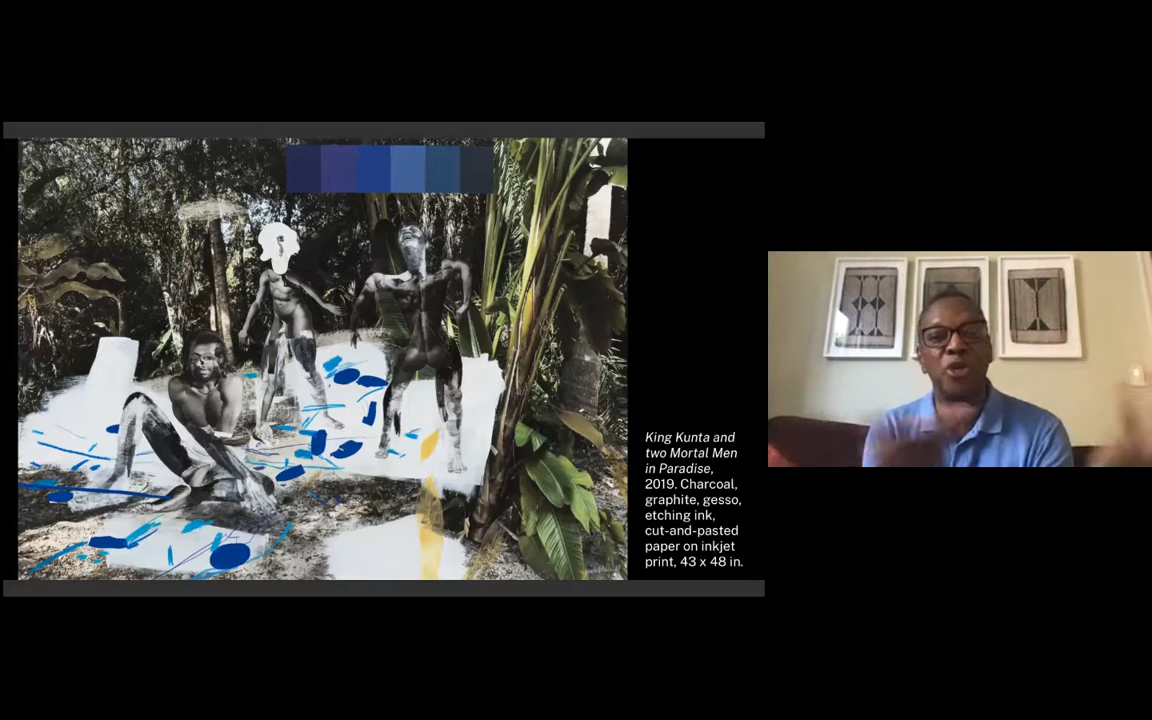 King Kunta and
two Mortal Men
in Paradise,
2019. Charcoal,
graphite, gesso,
etching ink,
cut-and-pasted
paper on inkjet
print, 43 x 48 in.